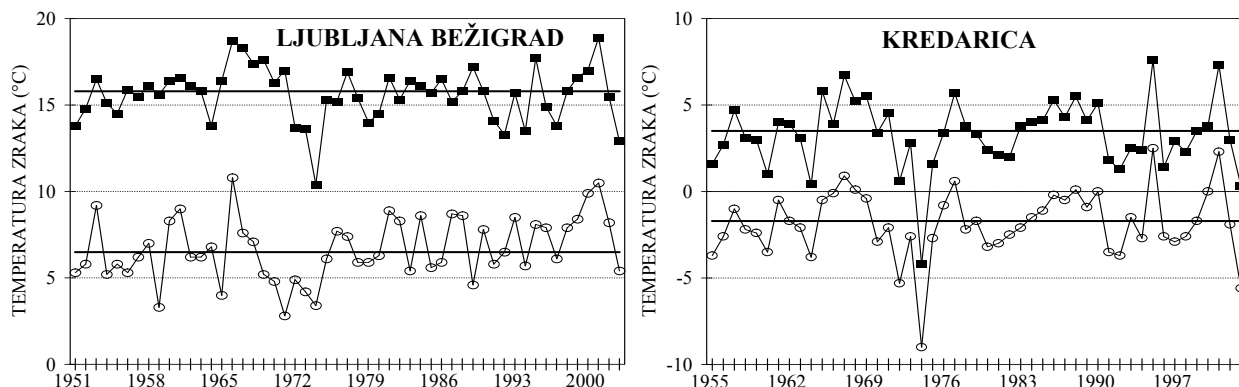 LJUBLJANA BEŽIGRAD
TEMPERATURA ZRAKA (°C)
20
15
10
5
0
1951 1958 1965 1972 1979 1986 1993 2000
KREDARICA
TEMPERATURA ZRAKA (°C)
10
5
0
-5
-10
1955 1962 1969 1976 1983 1990 1997